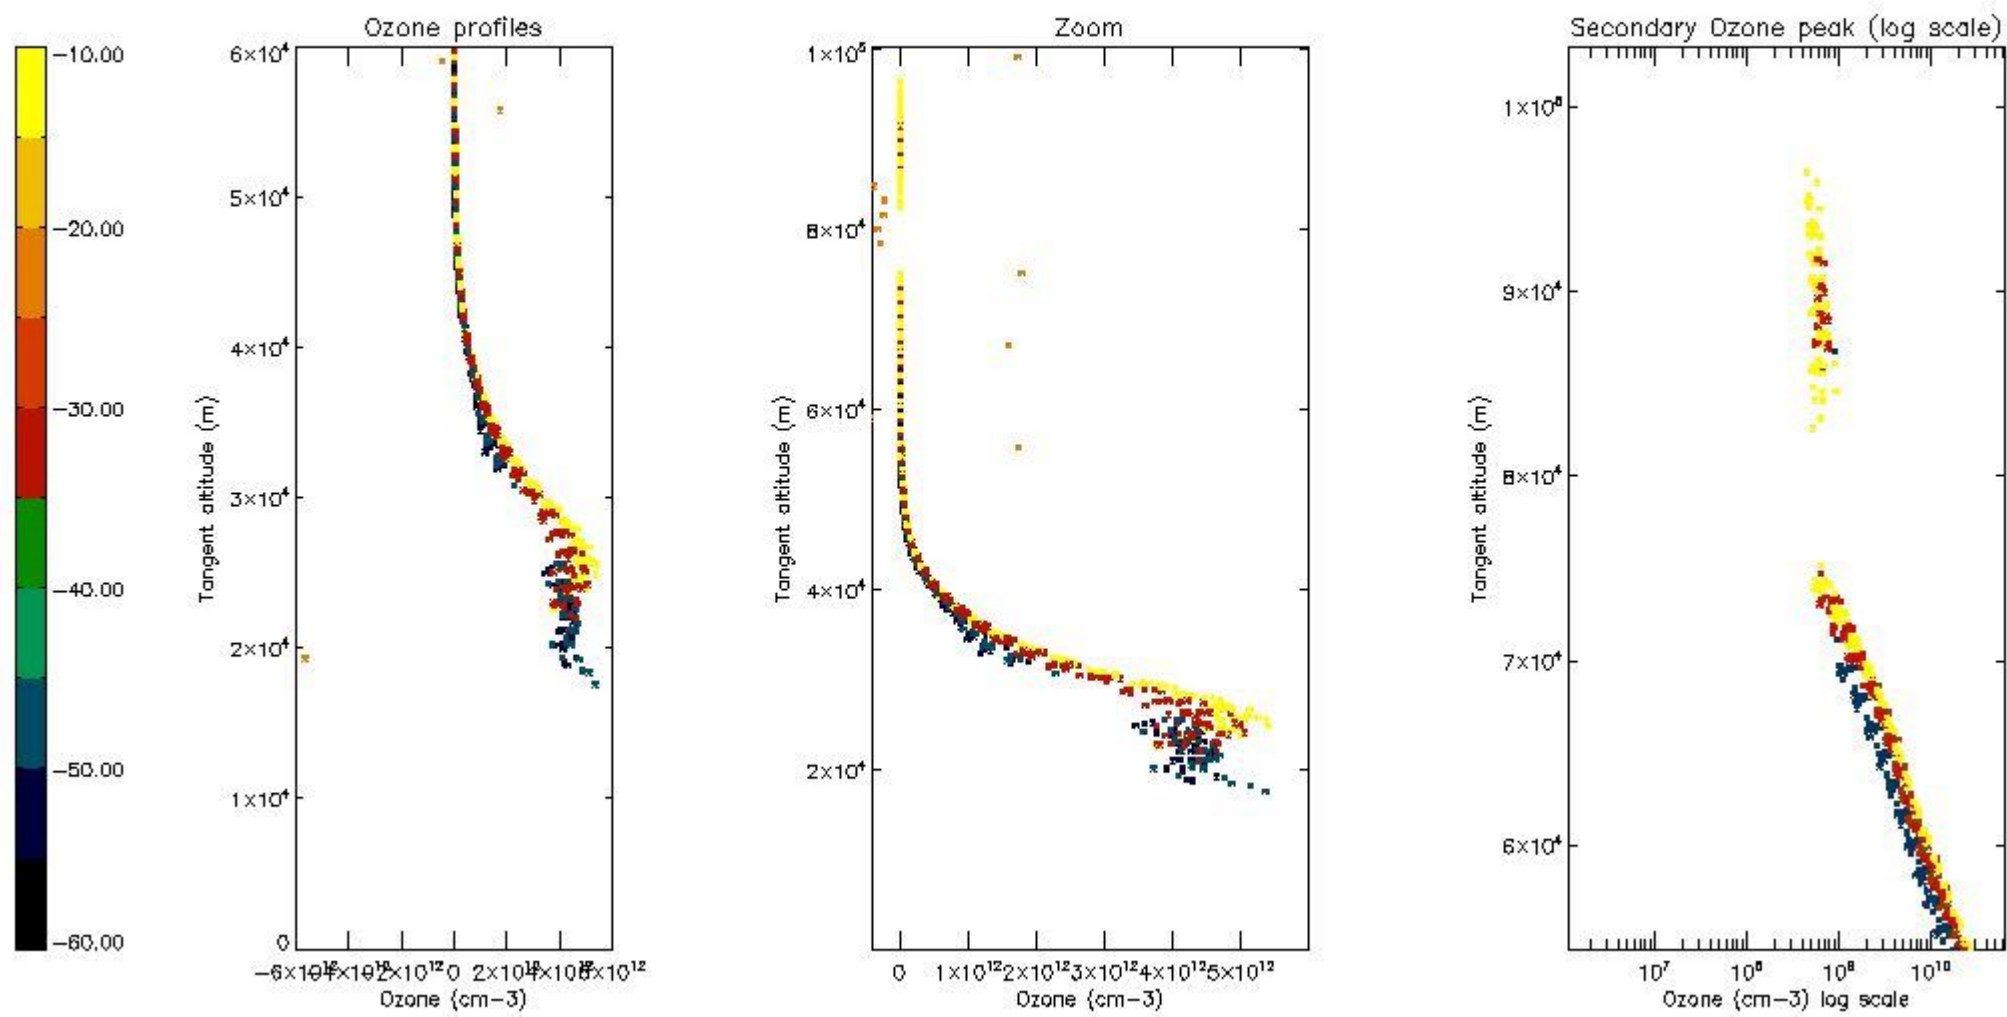 Ozone profiles
Zoom
Secondary Ozone peak (log scale)
−10.00
−20.00
−30.00
−40.00
−50.00
−60.00
6×10⁴
5×10⁴
4×10⁴
3×10⁴
2×10⁴
1×10⁴
0
Tangent altitude (m)
0
Ozone (cm−3)
1×10⁵
8×10⁴
6×10⁴
4×10⁴
2×10⁴
Tangent altitude (m)
0 1×10¹² 2×10¹² 3×10¹² 4×10¹² 5×10¹²
Ozone (cm−3)
9×10⁴
8×10⁴
7×10⁴
6×10⁴
Tangent altitude (m)
10⁷ 10⁸ 10⁹ 10¹⁰
Ozone (cm−3) log scale